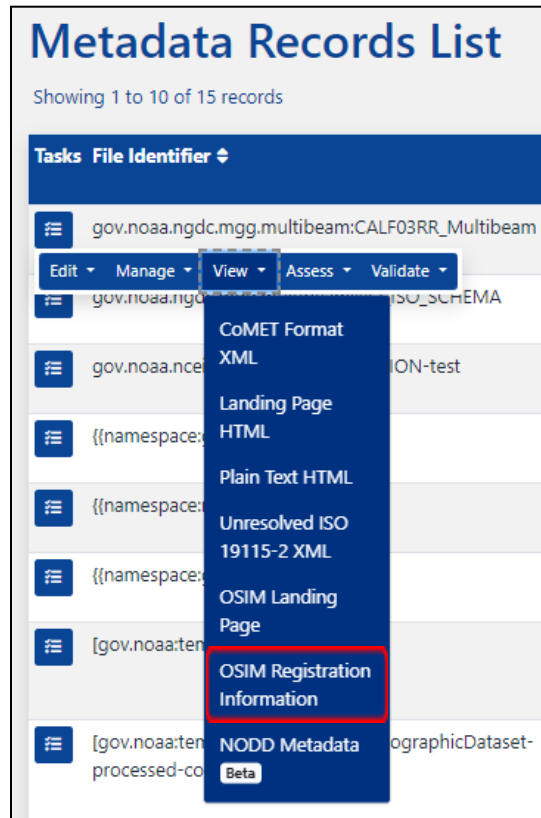 Metadata Records List
Showing 1 to 10 of 15 records
Tasks File Identifier
gov.noaa.ngdc.mgg.multibeam:CALF03RR_Multibeam
Edit Manage View Assess Validate
ISO_SCHEMA
gov.noaa.ncei ION-test
{{namespace:
{{namespace:
{{namespace:
[gov.noaa:tem
[gov.noaa:tem ographicDataset-
processed-co
CoMET Format
XML
Landing Page
HTML
Plain Text HTML
Unresolved ISO
19115-2 XML
OSIM Landing
Page
OSIM Registration
Information
NODD Metadata
Beta